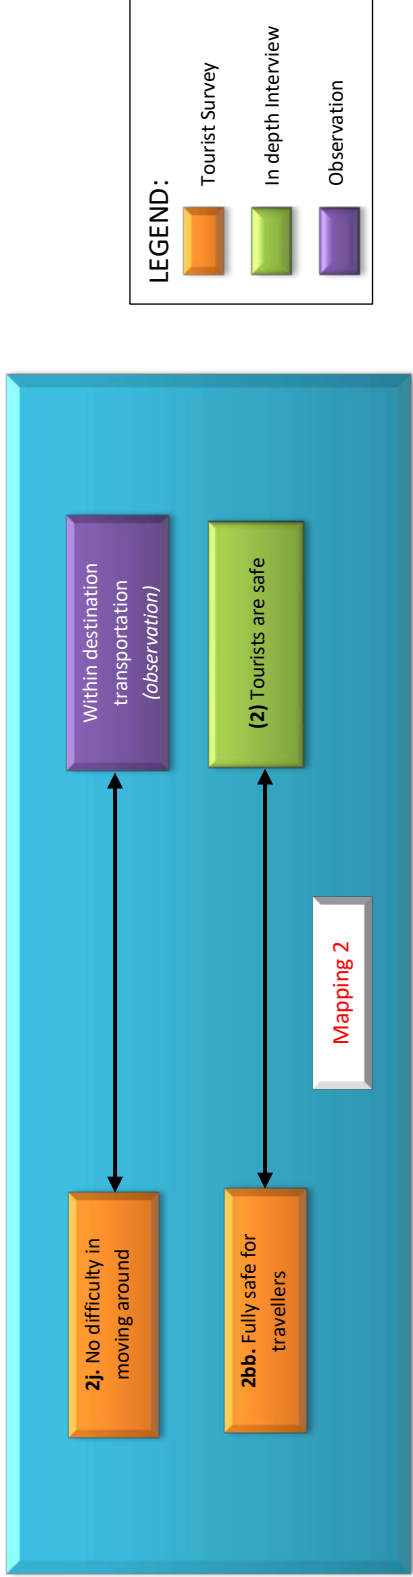 2j. No difficulty in
moving around
Within destination
transportation
(observation)
2bb. Fully safe for
travellers
(2) Tourists are safe
Mapping 2
LEGEND:
Tourist Survey
In depth Interview
Observation